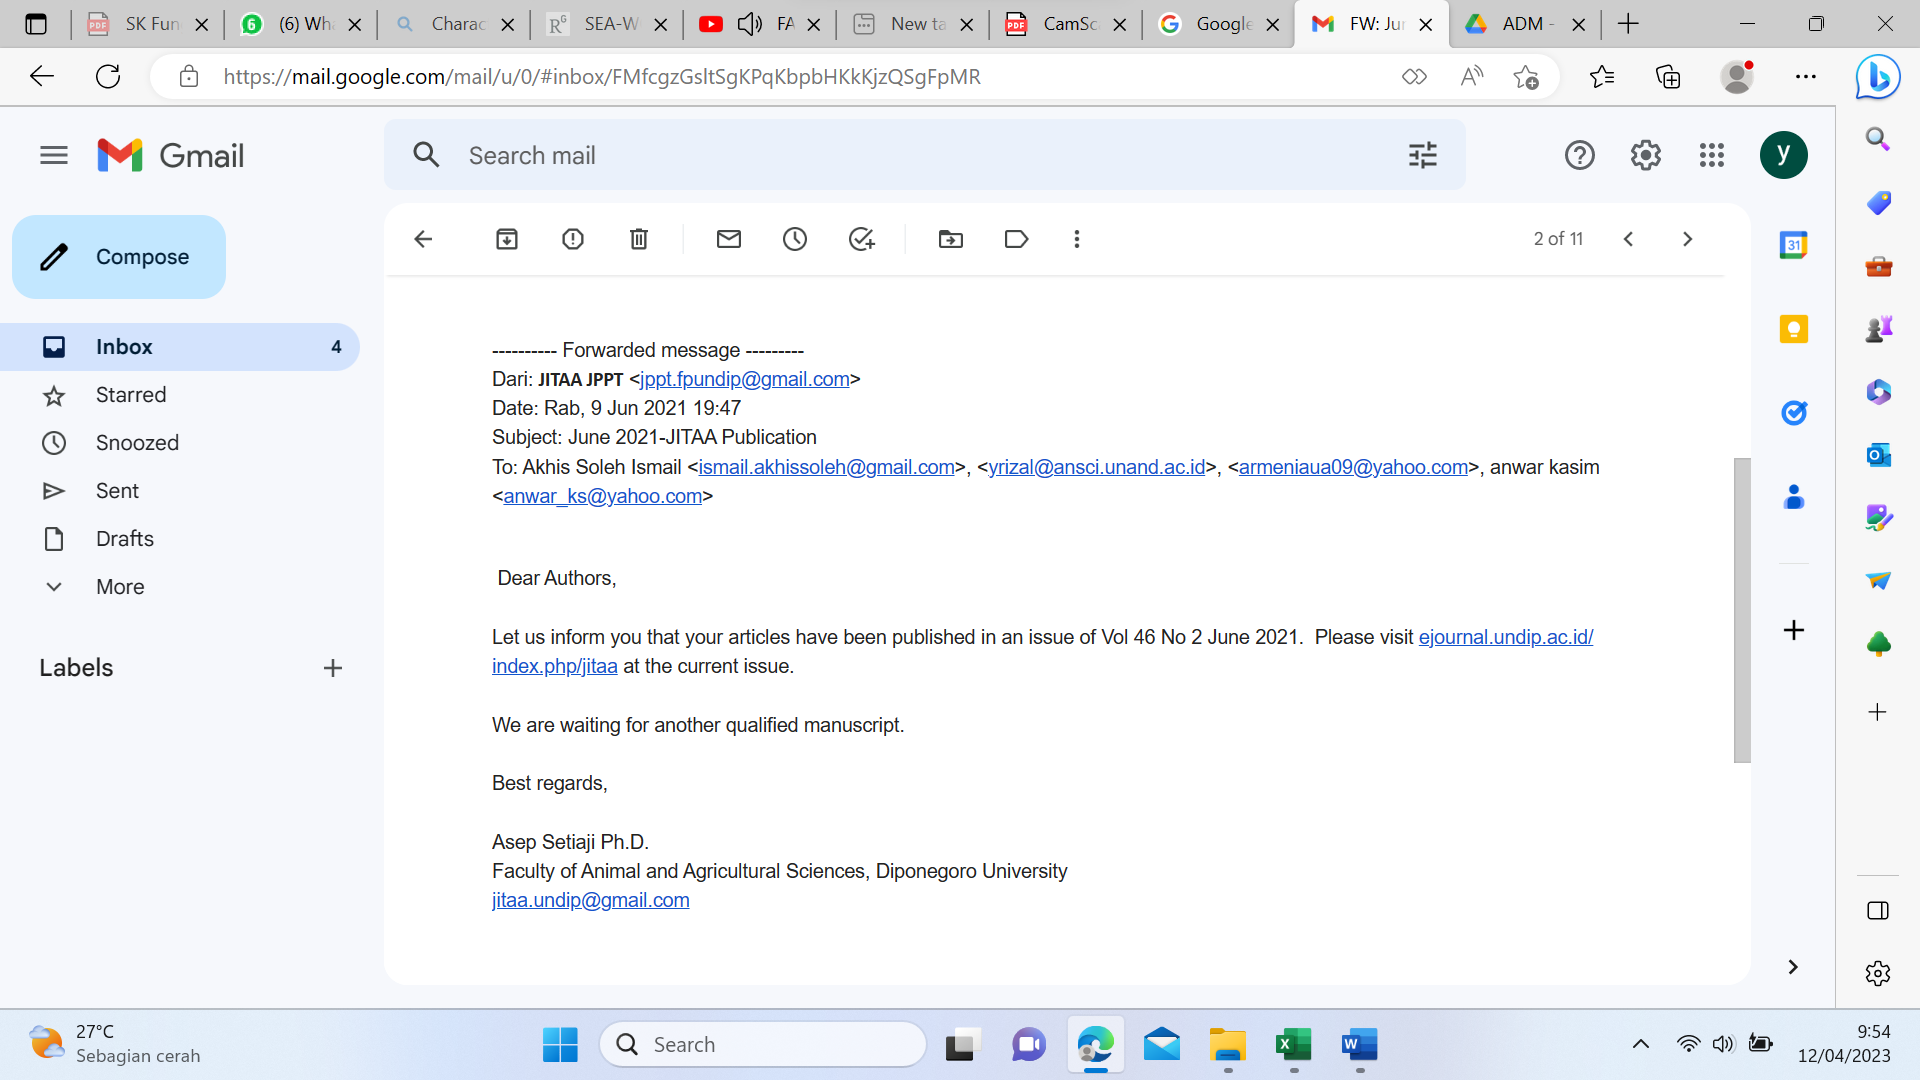 SK Fun
(6) Wha
Charac
SEA-W
FA
New ta
CamSc
Google
FW: Jun
ADM -
https://mail.google.com/mail/u/0/#inbox/FMfcgzGsltSgKPqKbpbHKkKjzQSgFpMR
Gmail
Search mail
y
Compose
2 of 11
31
Inbox 4
Starred
Snoozed
Sent
Drafts
More
Labels
---------- Forwarded message ---------
Dari: JITAA JPPT <jppt.fpundip@gmail.com>
Date: Rab, 9 Jun 2021 19:47
Subject: June 2021-JITAA Publication
To: Akhis Soleh Ismail <ismail.akhissoleh@gmail.com>, <yrizal@ansci.unand.ac.id>, <armeniaua09@yahoo.com>, anwar kasim
<anwar_ks@yahoo.com>
Dear Authors,
Let us inform you that your articles have been published in an issue of Vol 46 No 2 June 2021.  Please visit ejournal.undip.ac.id/
index.php/jitaa at the current issue.
We are waiting for another qualified manuscript.
Best regards,
Asep Setiaji Ph.D.
Faculty of Animal and Agricultural Sciences, Diponegoro University
jitaa.undip@gmail.com
27°C
Sebagian cerah
Search
9:54
12/04/2023